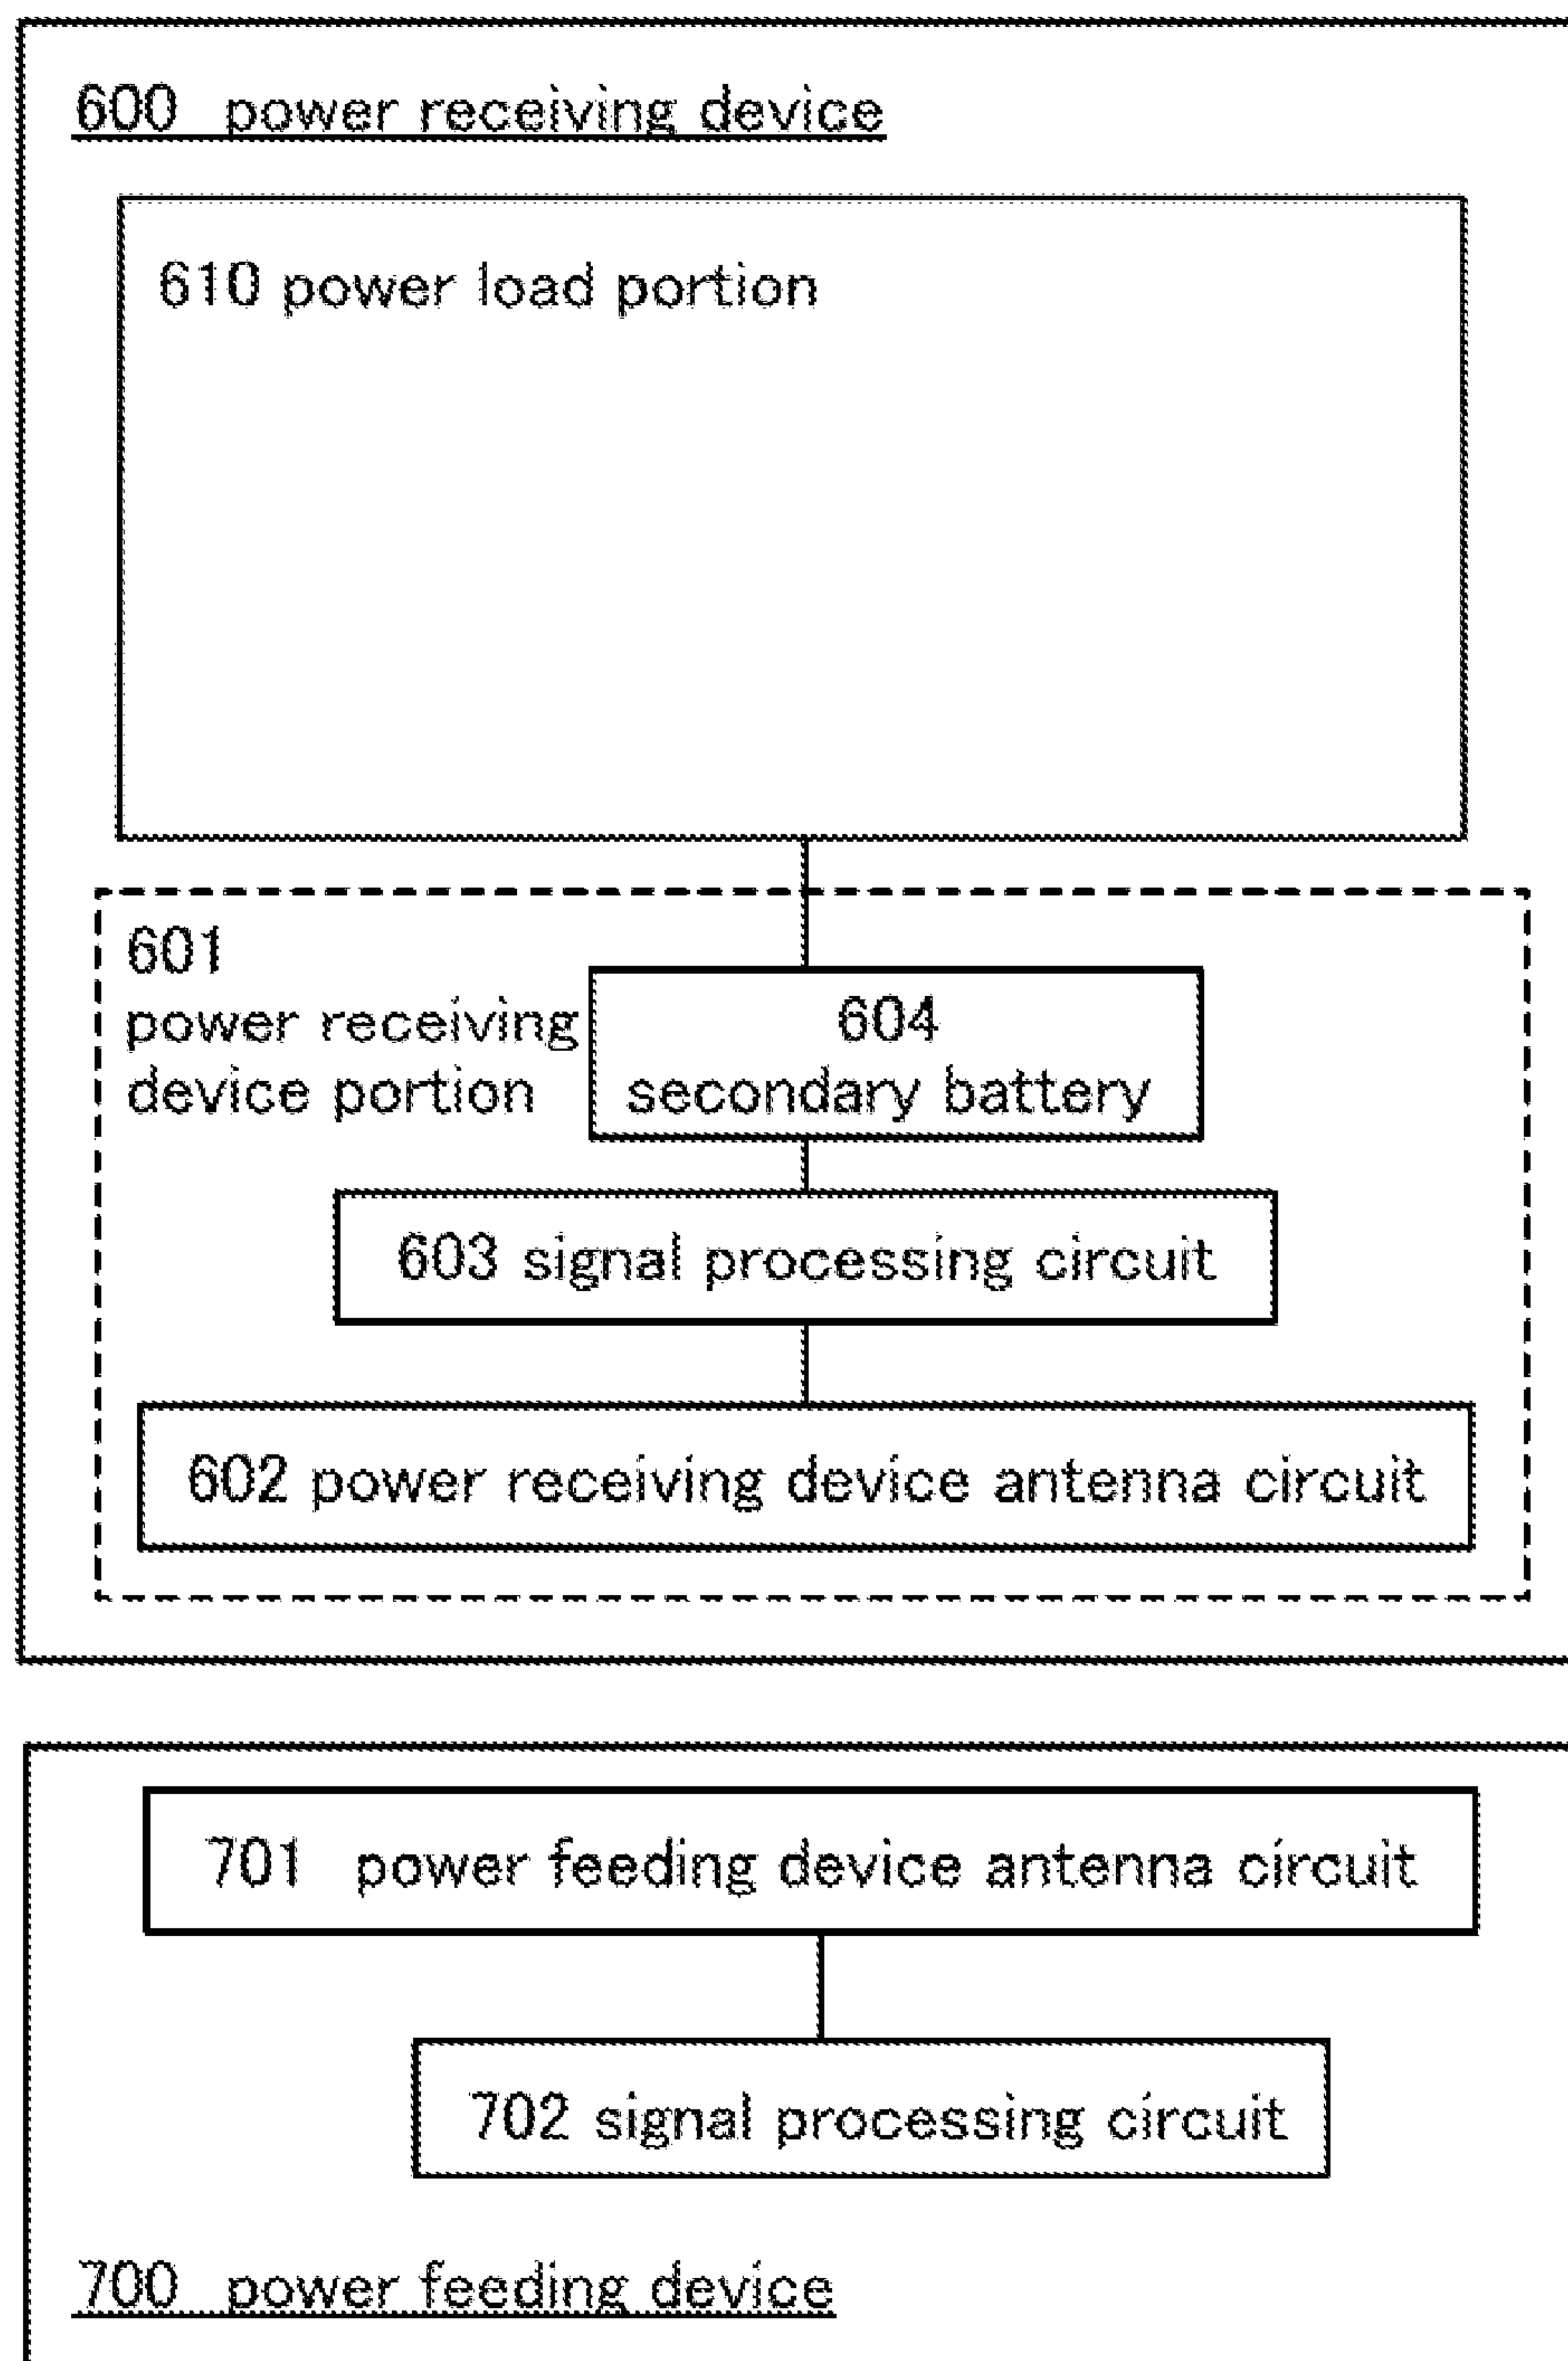 600 power receiving device
610 power load portion
601
power receiving
device portion
604
secondary battery
603 signal processing circuit
602 power receiving device antenna circuit
701 power feeding device antenna circuit
702 signal processing circuit
700 power feeding device